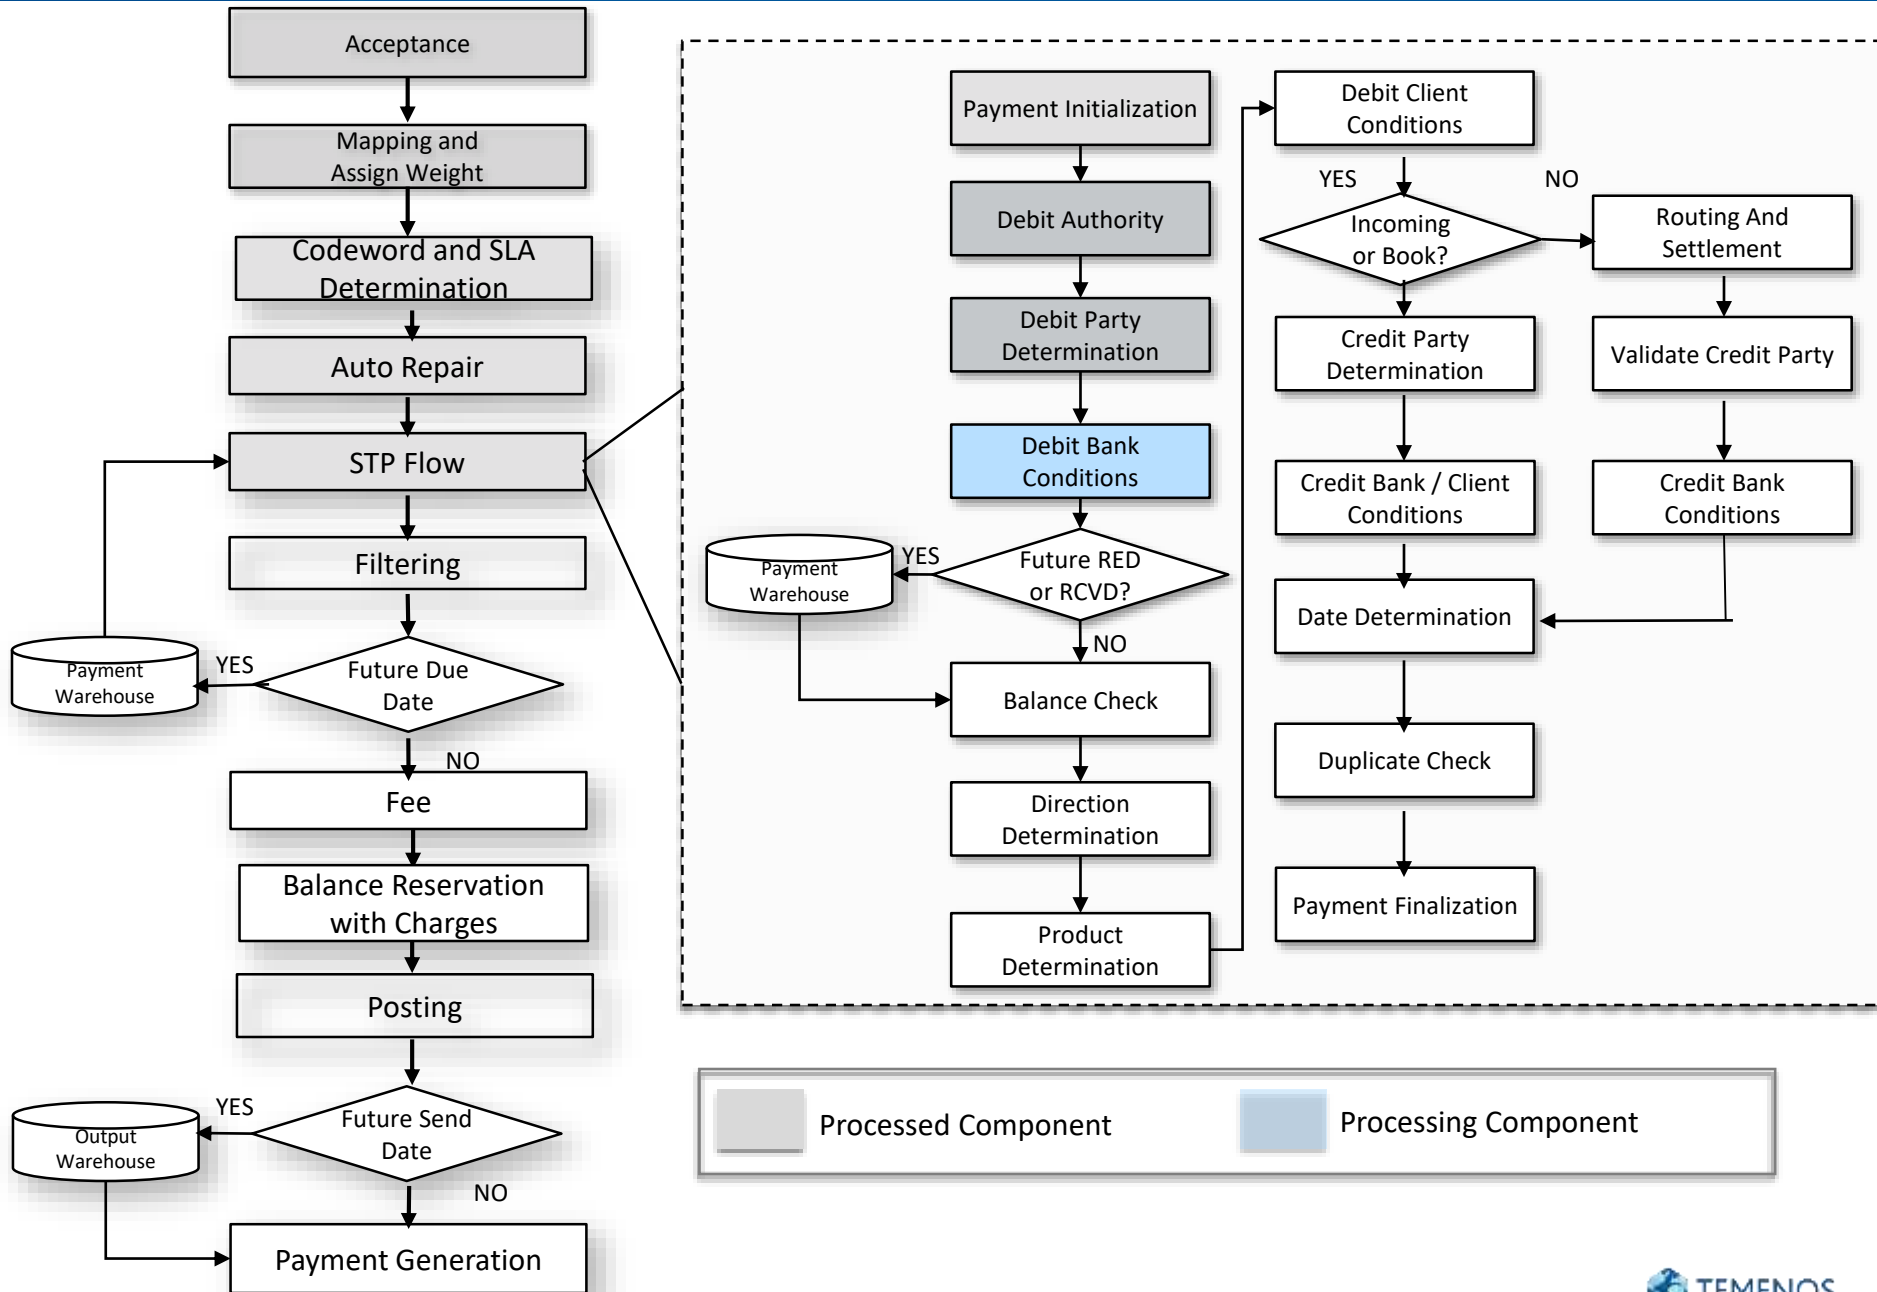 Acceptance
Mapping and
Assign Weight
Codeword and SLA
Determination
Auto Repair
STP Flow
Filtering
Payment
Warehouse
YES
Future Due
Date
NO
Fee
Balance Reservation
with Charges
Posting
Output
Warehouse
YES
Future Send
Date
NO
Payment Generation
Payment Initialization
Debit Authority
Debit Party
Determination
Debit Bank
Conditions
Payment
Warehouse
YES
Future RED
or RCVD?
NO
Balance Check
Direction
Determination
Product
Determination
Debit Client
Conditions
YES
NO
Incoming
or Book?
Routing And
Settlement
Credit Party
Determination
Validate Credit Party
Credit Bank / Client
Conditions
Credit Bank
Conditions
Date Determination
Duplicate Check
Payment Finalization
Processed Component
Processing Component
TEMENOS